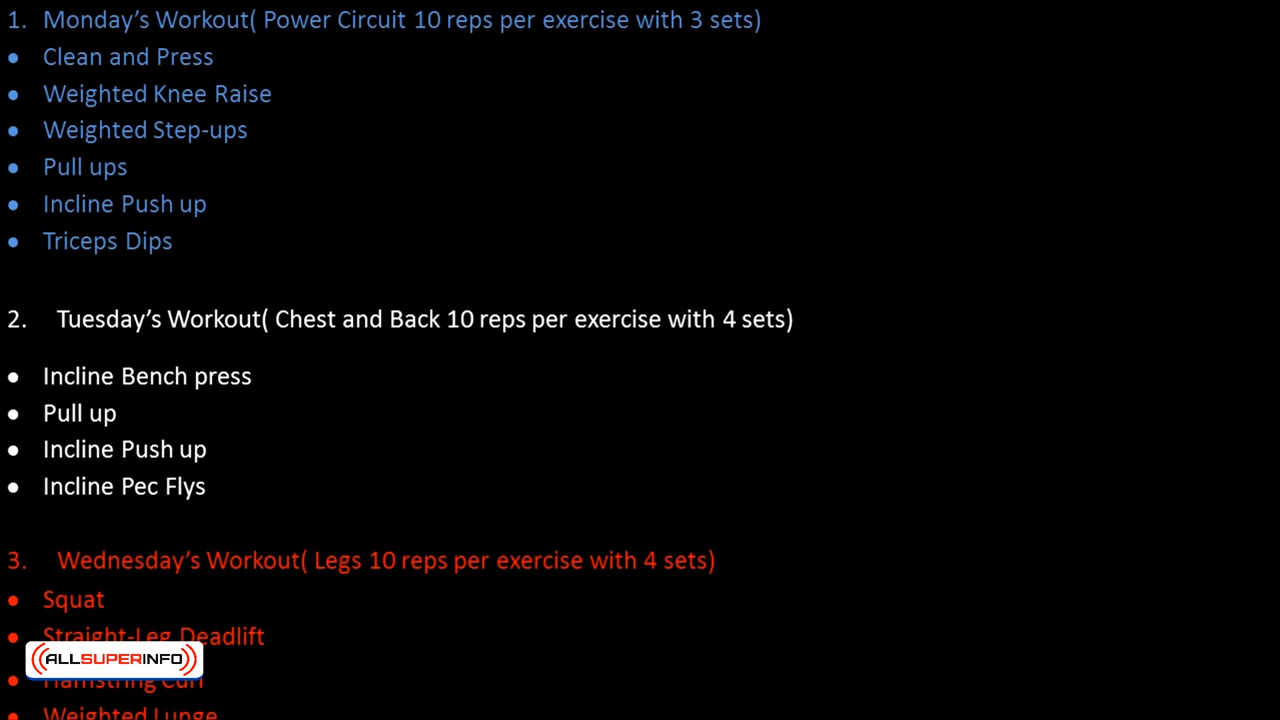 1. Monday’s Workout( Power Circuit 10 reps per exercise with 3 sets)
● Clean and Press
● Weighted Knee Raise
● Weighted Step-ups
● Pull ups
● Incline Push up
● Triceps Dips
2. Tuesday’s Workout( Chest and Back 10 reps per exercise with 4 sets)
● Incline Bench press
● Pull up
● Incline Push up
● Incline Pec Flys
3. Wednesday’s Workout( Legs 10 reps per exercise with 4 sets)
● Squat
● Straight-Leg Deadlift
ALLSUPERINFO
● Hamstring Curl
● Weighted Lunge